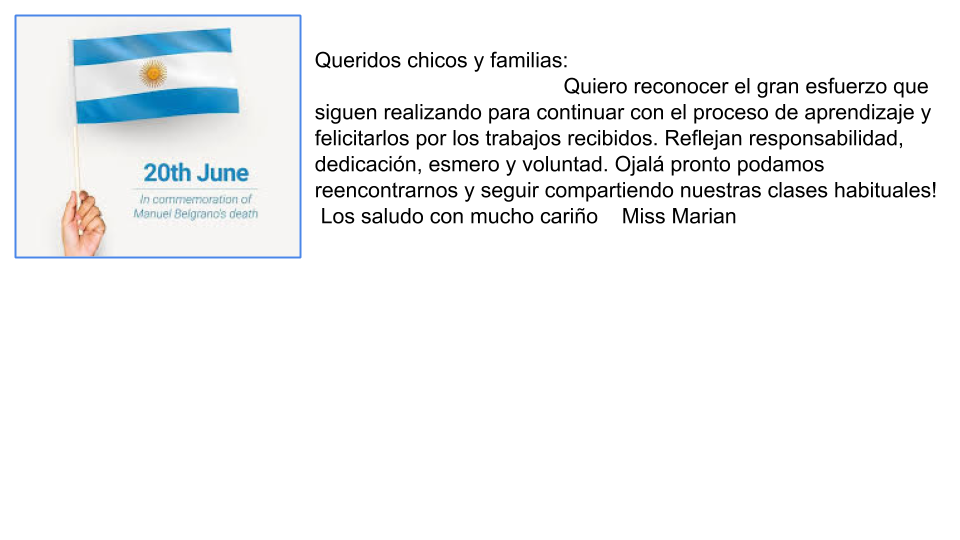 20th June
In commemoration of
Manuel Belgrano's death
Queridos chicos y familias:
Quiero reconocer el gran esfuerzo que
siguen realizando para continuar con el proceso de aprendizaje y
felicitarlos por los trabajos recibidos. Reflejan responsabilidad,
dedicación, esmero y voluntad. Ojalá pronto podamos
reencontrarnos y seguir compartiendo nuestras clases habituales!
Los saludo con mucho cariño    Miss Marian